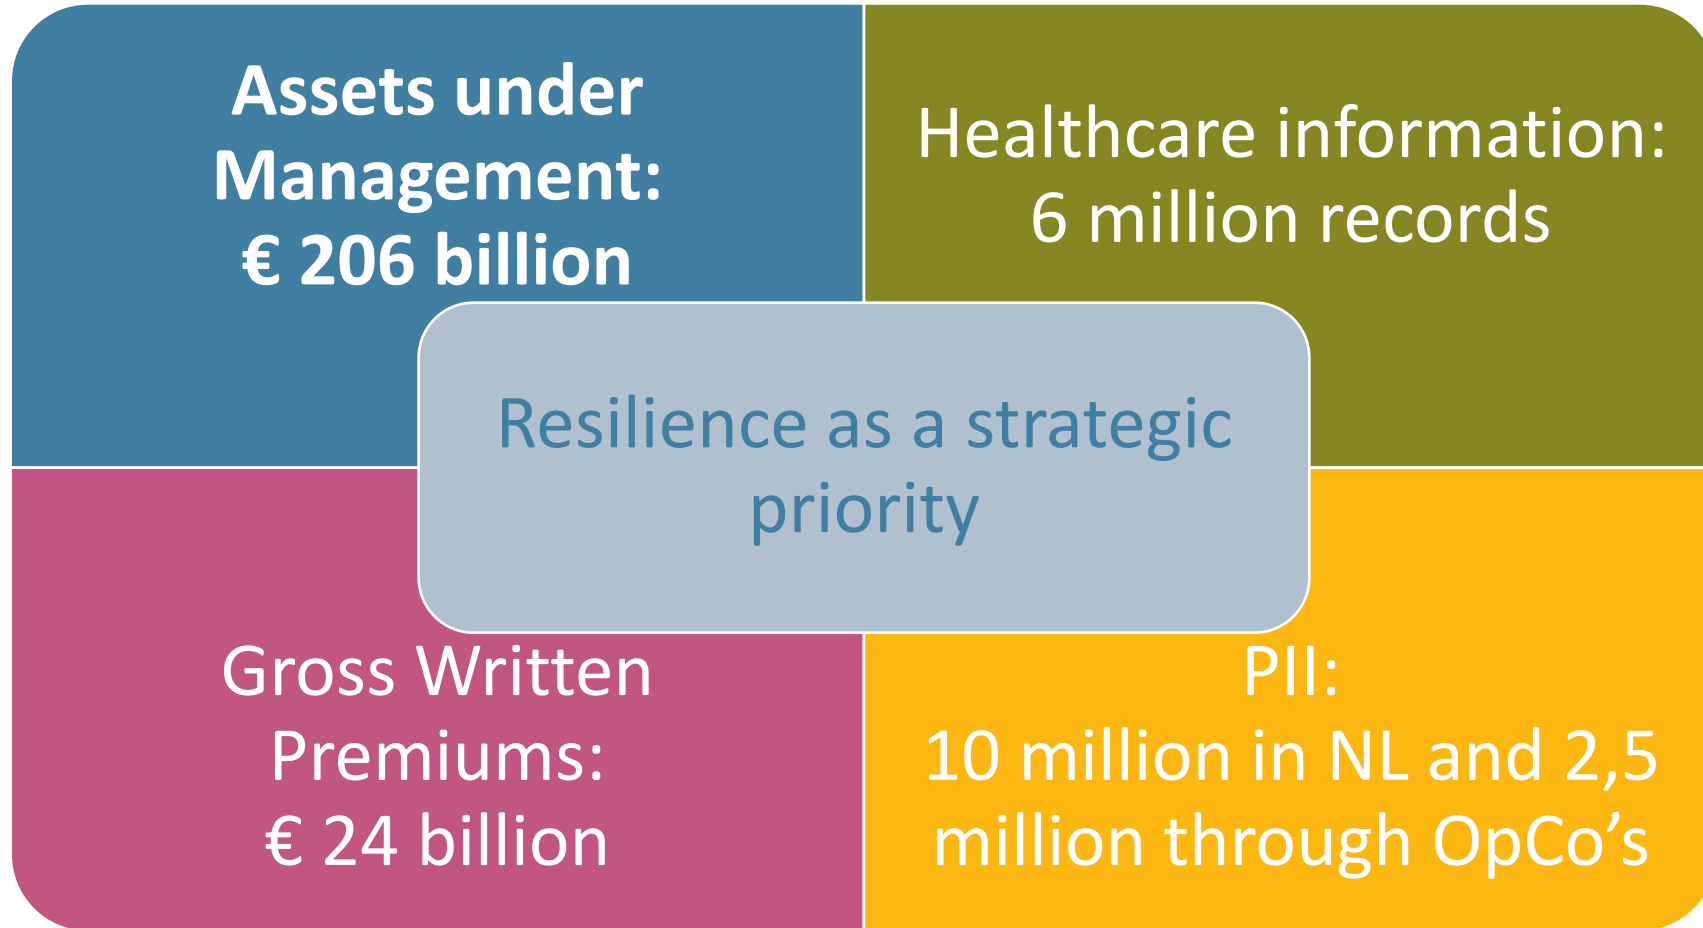 Assets under
Management:
€ 206 billion
Healthcare information:
6 million records
Resilience as a strategic
priority
Gross Written
Premiums:
€ 24 billion
PII:
10 million in NL and 2,5
million through OpCo’s